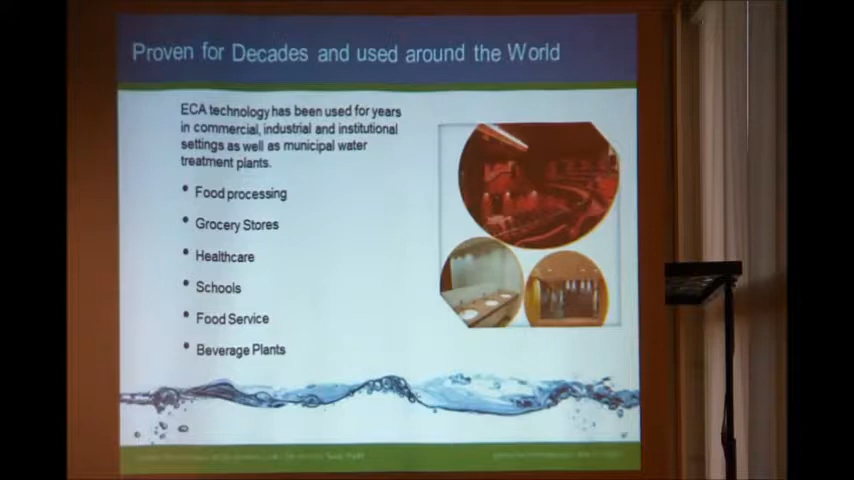 Proven for Decades and used around the World
ECA technology has been used for years
in commercial, industrial and institutional
settings as well as municipal water
treatment plants.
• Food processing
• Grocery Stores
• Healthcare
• Schools
• Food Service
• Beverage Plants